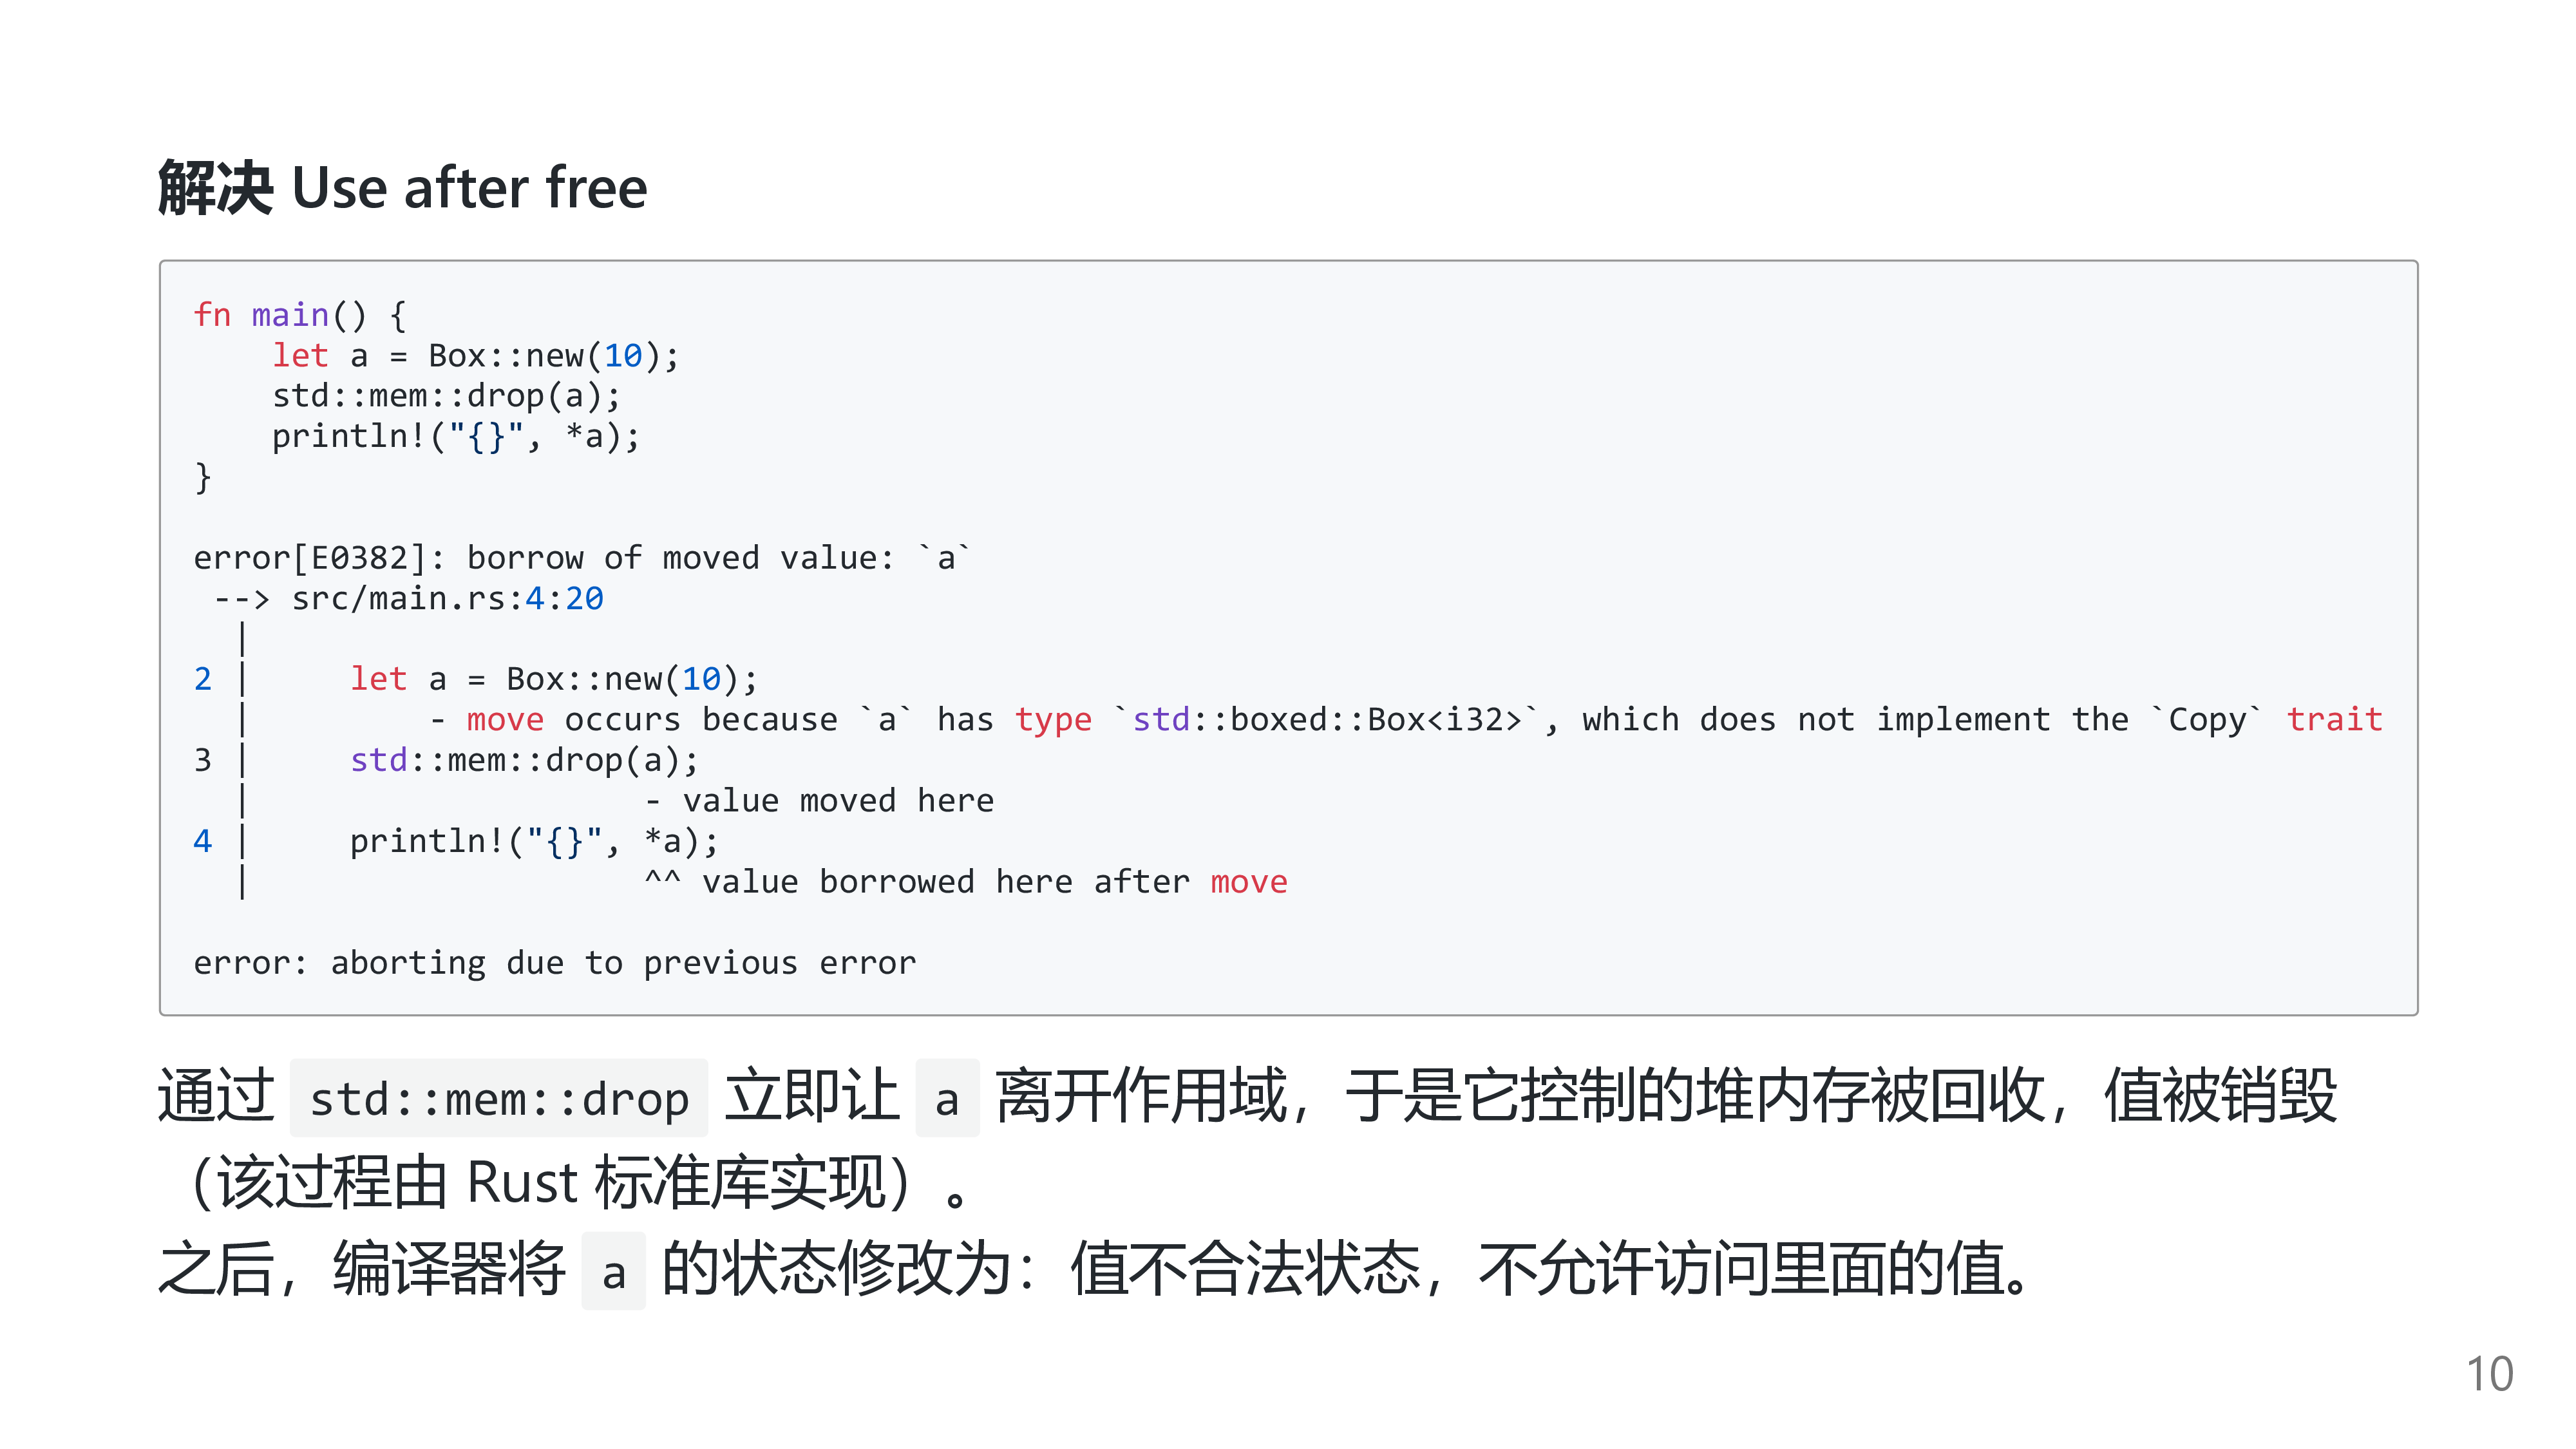 解决 Use after free
fn main() {
    let a = Box::new(10);
    std::mem::drop(a);
    println!("{}", *a);
}
error[E0382]: borrow of moved value: `a`
 --> src/main.rs:4:20
  |
2 |     let a = Box::new(10);
  |         - move occurs because `a` has type `std::boxed::Box<i32>`, which does not implement the `Copy` trait
3 |     std::mem::drop(a);
  |                    - value moved here
4 |     println!("{}", *a);
  |                    ^^ value borrowed here after move
error: aborting due to previous error
通过 std::mem::drop 立即让 a 离开作用域，于是它控制的堆内存被回收，值被销毁
（该过程由 Rust 标准库实现）。
之后，编译器将 a 的状态修改为：值不合法状态，不允许访问里面的值。
10